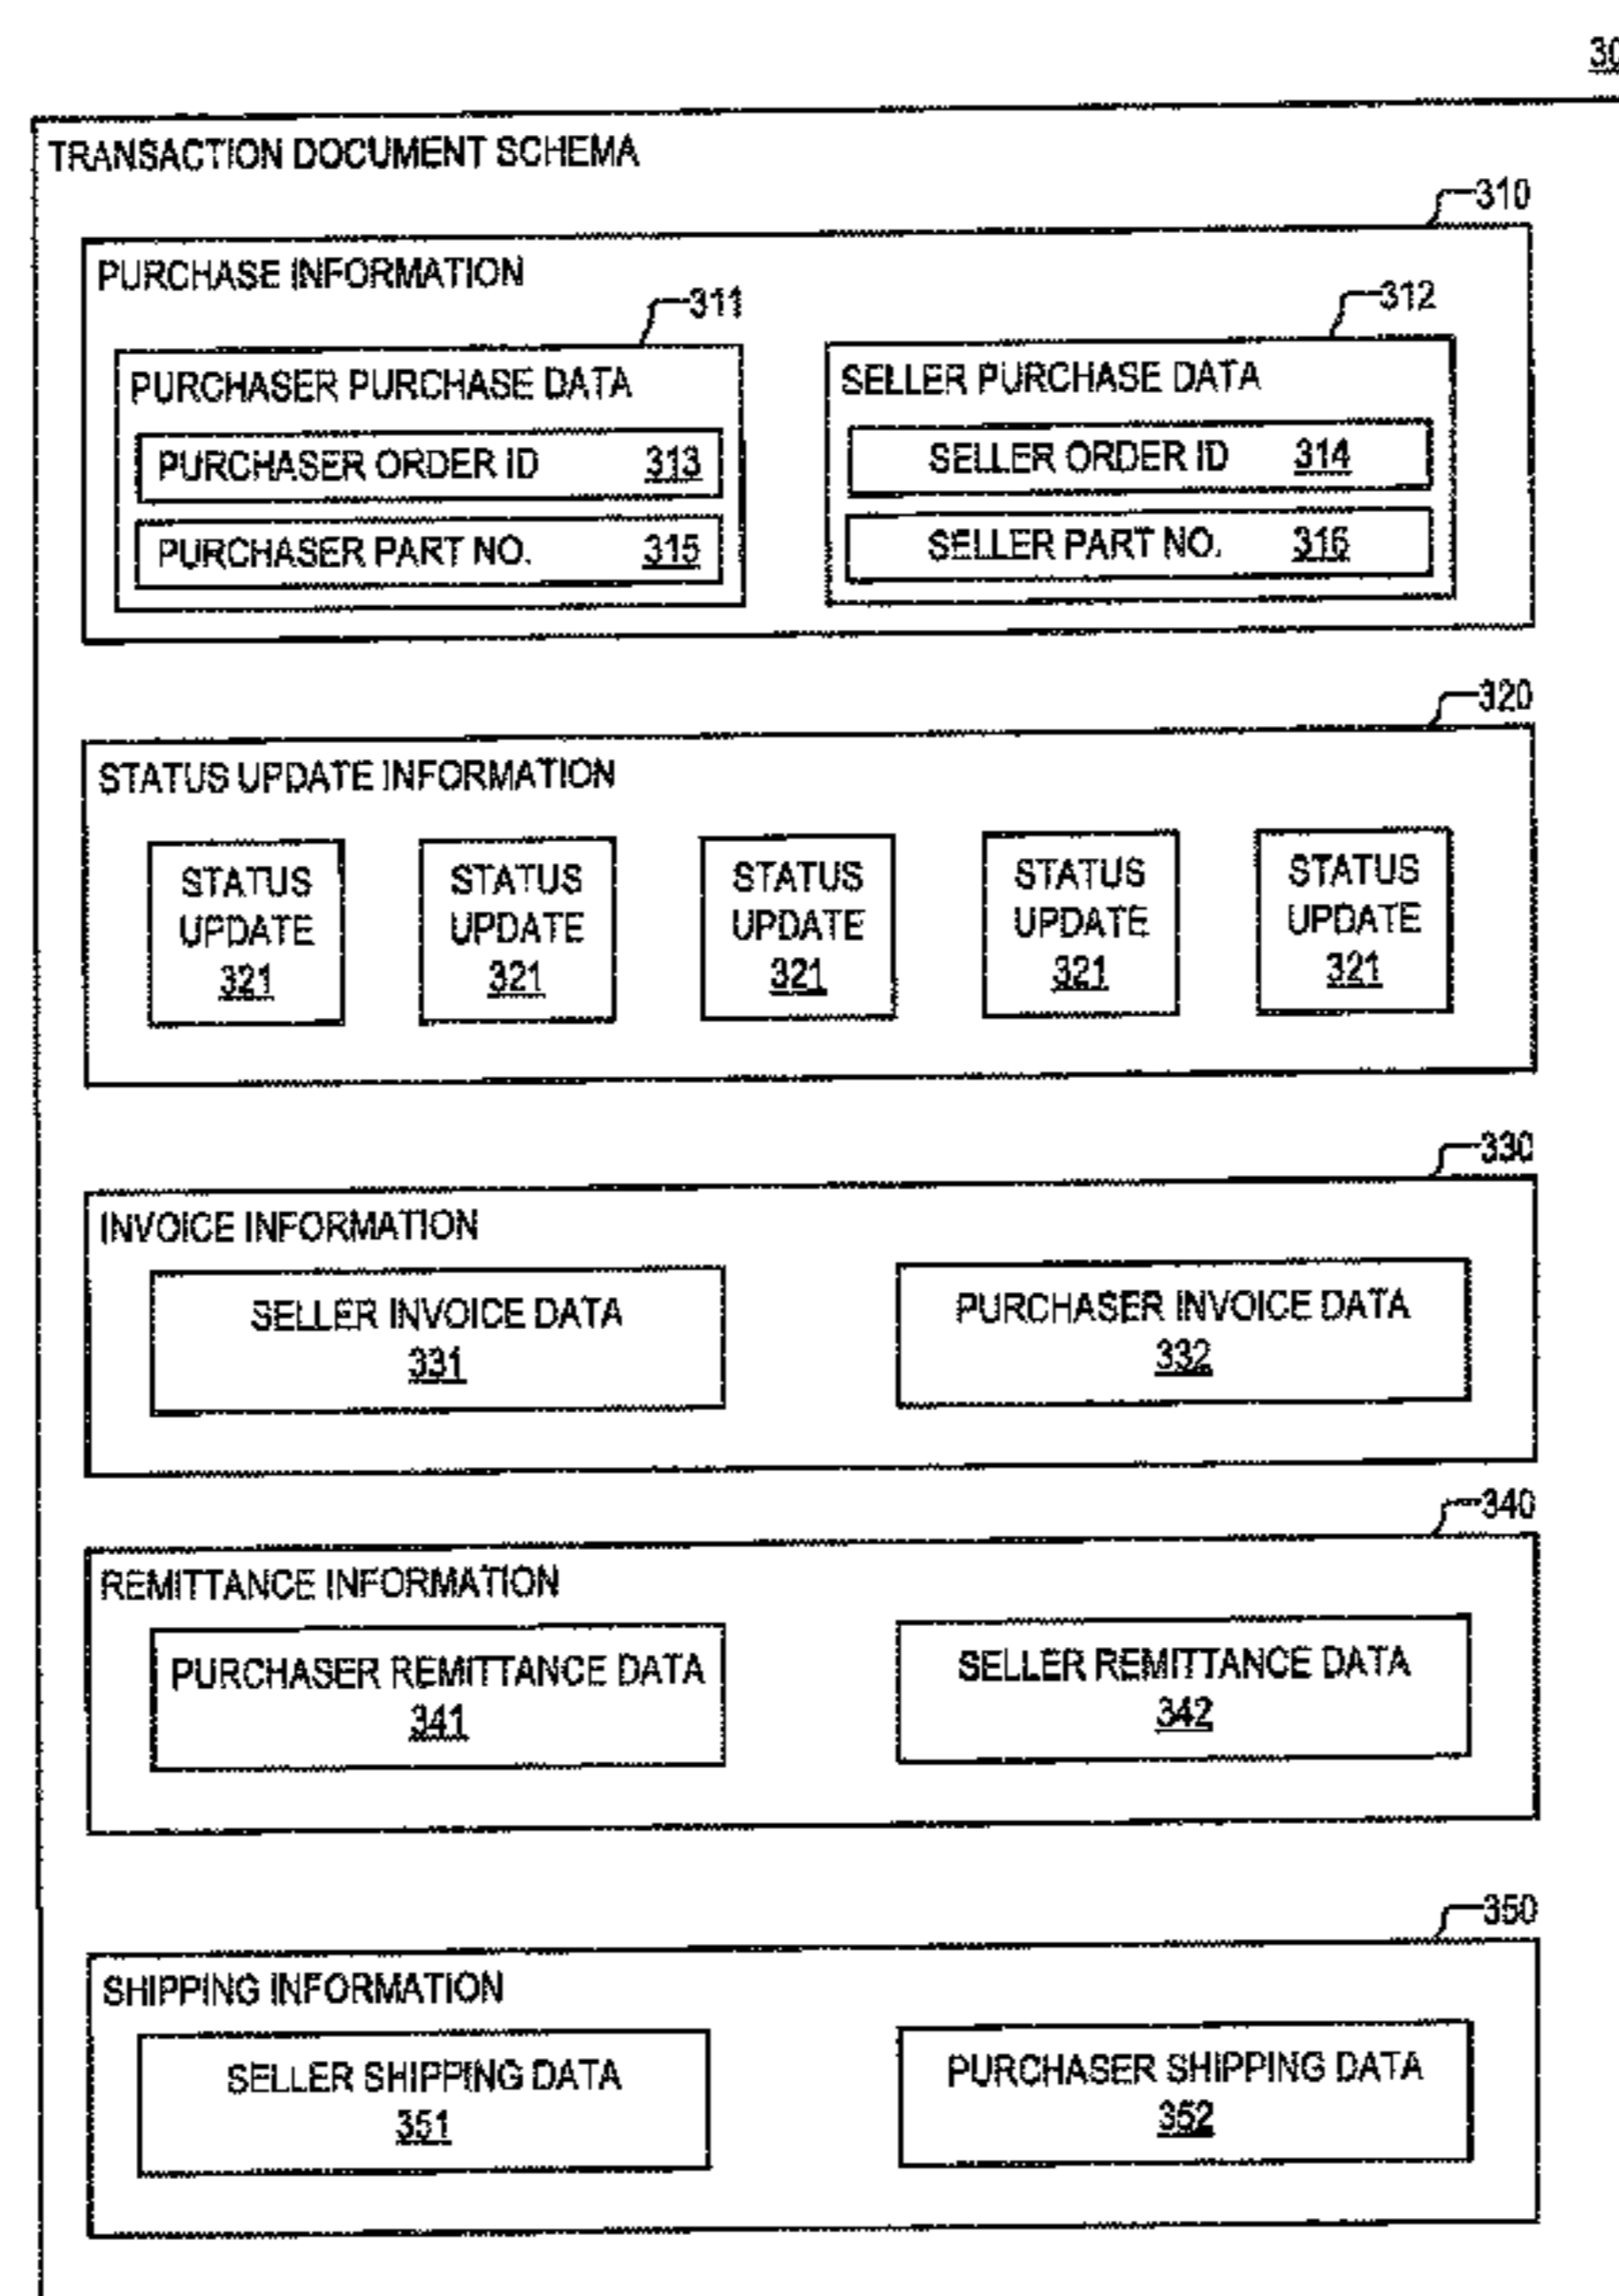 30
TRANSACTION DOCUMENT SCHEMA
310
PURCHASE INFORMATION
311
312
PURCHASER PURCHASE DATA
PURCHASER ORDER ID 313
PURCHASER PART NO. 315
SELLER PURCHASE DATA
SELLER ORDER ID 314
SELLER PART NO. 316
320
STATUS UPDATE INFORMATION
STATUS
UPDATE
321
STATUS
UPDATE
321
STATUS
UPDATE
321
STATUS
UPDATE
321
STATUS
UPDATE
321
330
INVOICE INFORMATION
SELLER INVOICE DATA
331
PURCHASER INVOICE DATA
332
340
REMITTANCE INFORMATION
PURCHASER REMITTANCE DATA
341
SELLER REMITTANCE DATA
342
350
SHIPPING INFORMATION
SELLER SHIPPING DATA
351
PURCHASER SHIPPING DATA
352